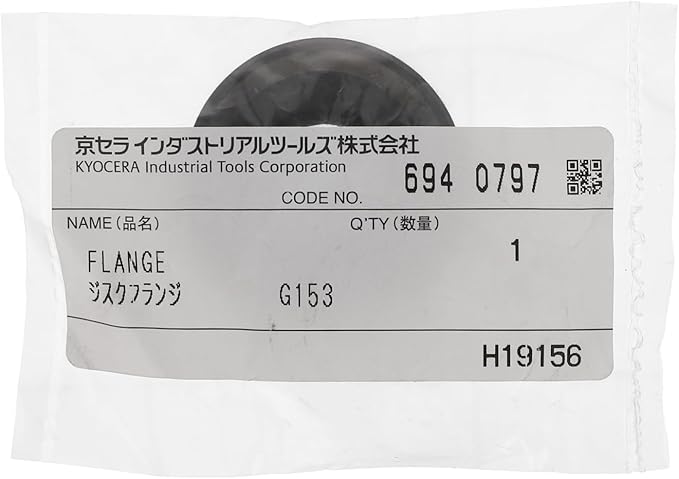 京セラ インダストリアルツールズ株式会社
KYOCERA Industrial Tools Corporation
CODE NO. 694 0797
NAME(品名) Q'TY(数量)
FLANGE 1
ジスクフランジ G153
H19156